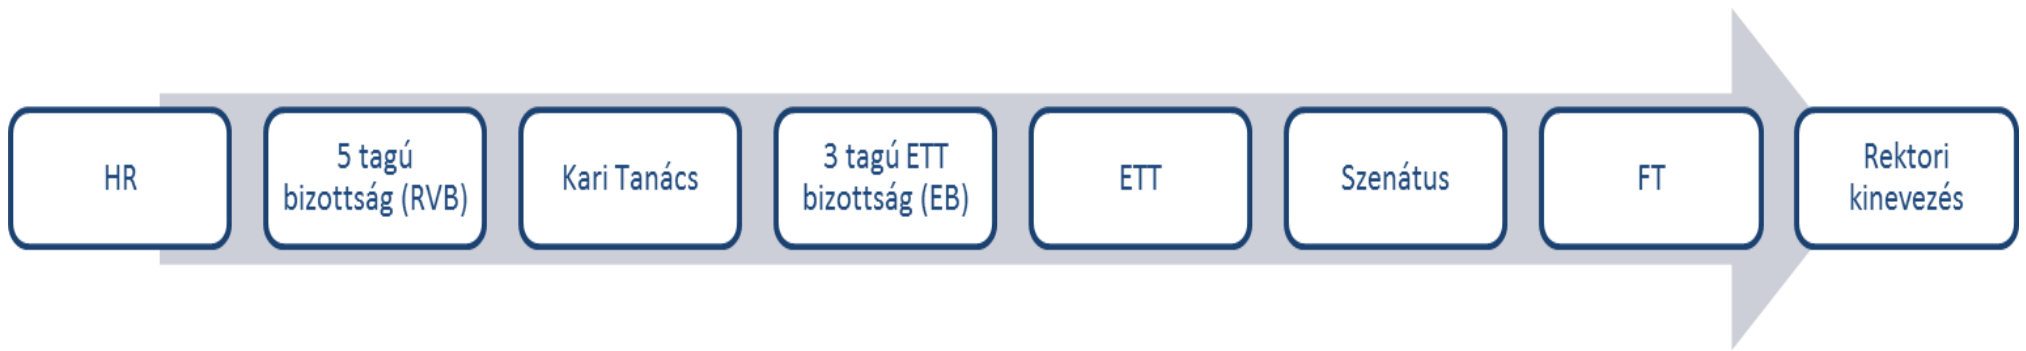 HR
5 tagú
bizottság (RVB)
Kari Tanács
3 tagú ETT
bizottság (EB)
ETT
Szenátus
FT
Rektori
kinevezés